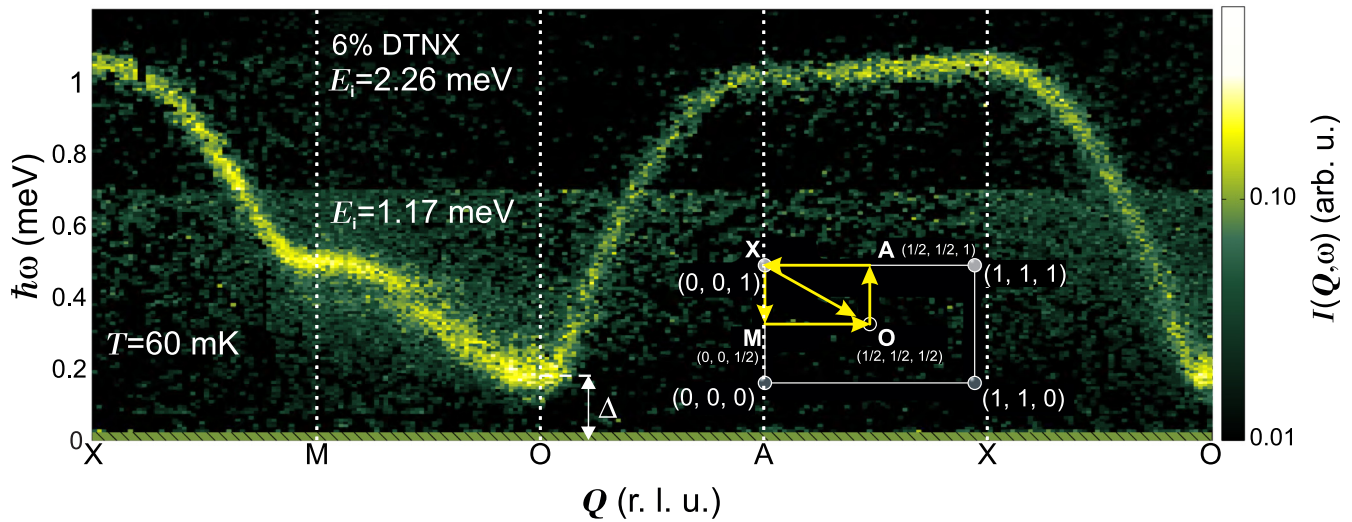 6% DTNX
Ei=2.26 meV
1
0.8
0.6
0.4
0.2
0
ħω (meV)
Ei=1.17 meV
T=60 mK
Δ
X
A (1/2, 1/2, 1)
(0, 0, 1)
(1, 1, 1)
M
(0, 0, 1/2)
O
(1/2, 1/2, 1/2)
(0, 0, 0)
(1, 1, 0)
X M O A X O
Q (r. l. u.)
0.10
0.01
I(Q,ω) (arb. u.)